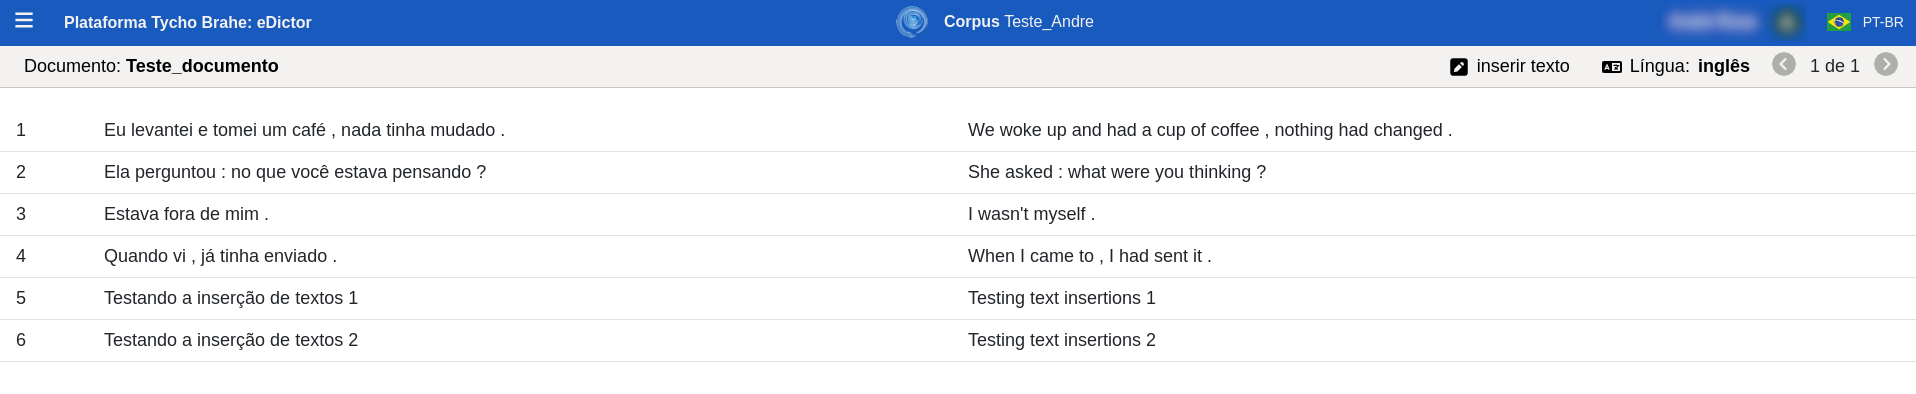 Plataforma Tycho Brahe: eDictor Corpus Teste_Andre PT-BR
Documento: Teste_documento inserir texto Língua: inglês 1 de 1
1 Eu levantei e tomei um café , nada tinha mudado . We woke up and had a cup of coffee , nothing had changed .
2 Ela perguntou : no que você estava pensando ? She asked : what were you thinking ?
3 Estava fora de mim . I wasn't myself .
4 Quando vi , já tinha enviado . When I came to , I had sent it .
5 Testando a inserção de textos 1 Testing text insertions 1
6 Testando a inserção de textos 2 Testing text insertions 2